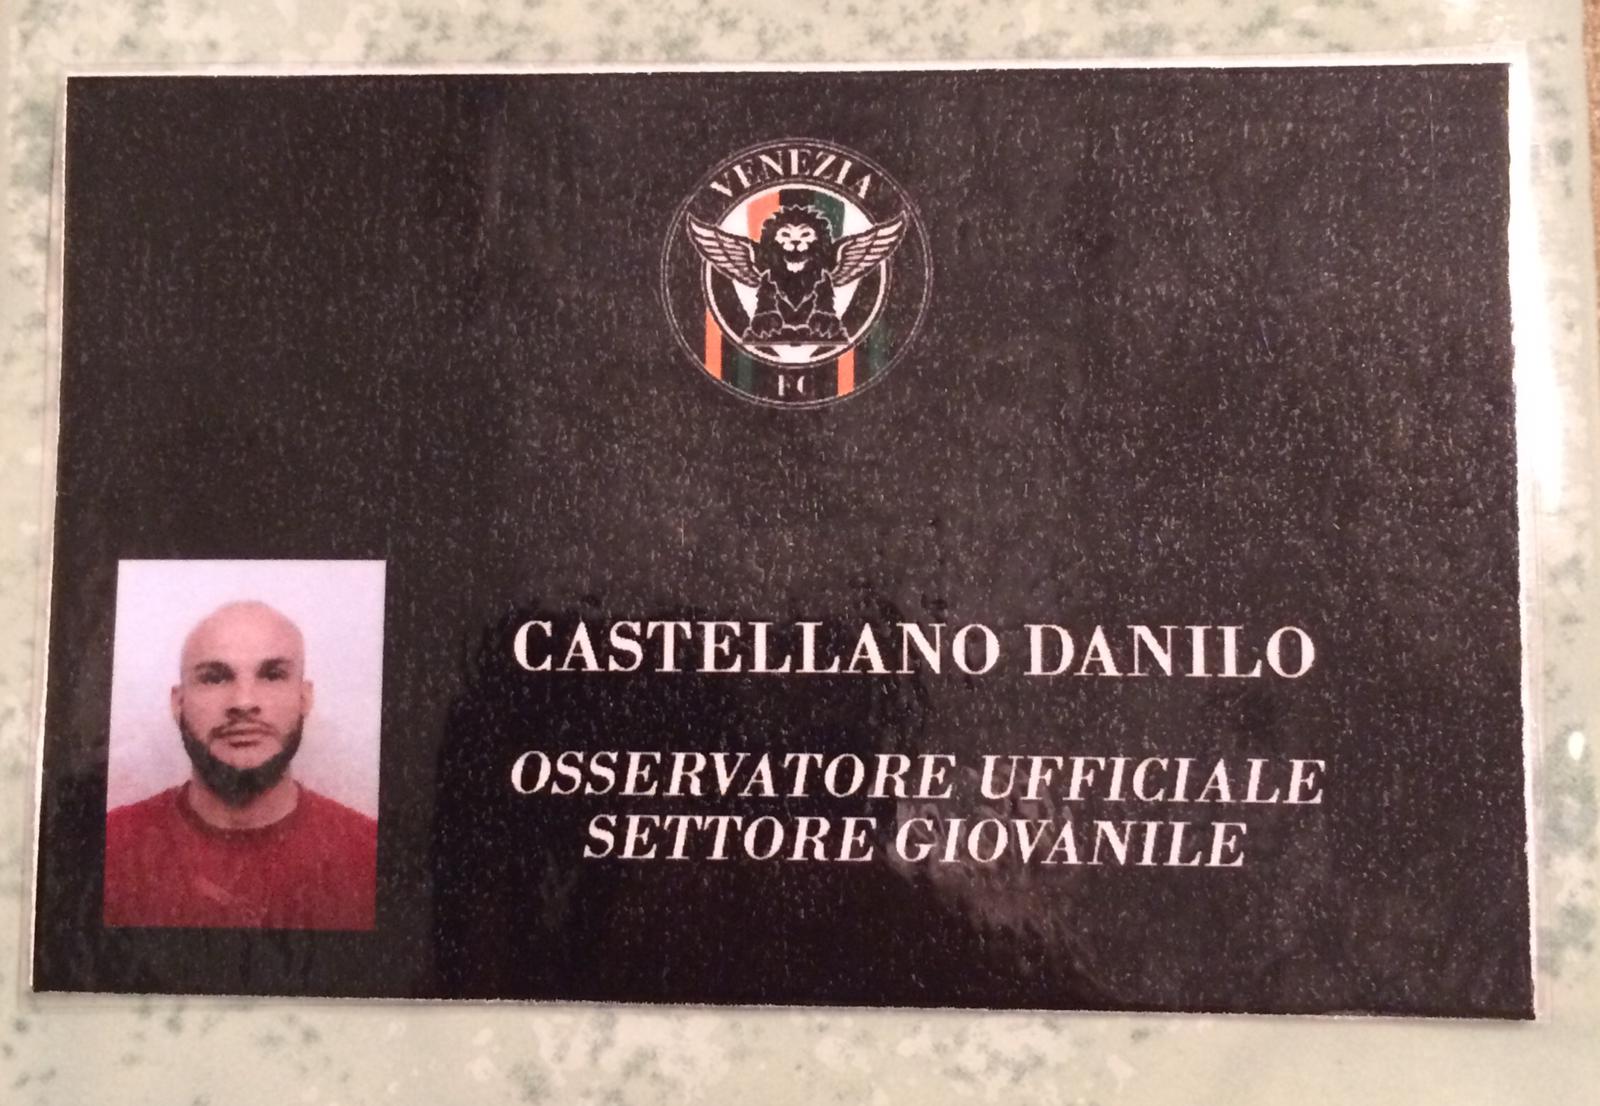 VENEZIA
FC
CASTELLANO DANILO
OSSERVATORE UFFICIALE
SETTORE GIOVANILE